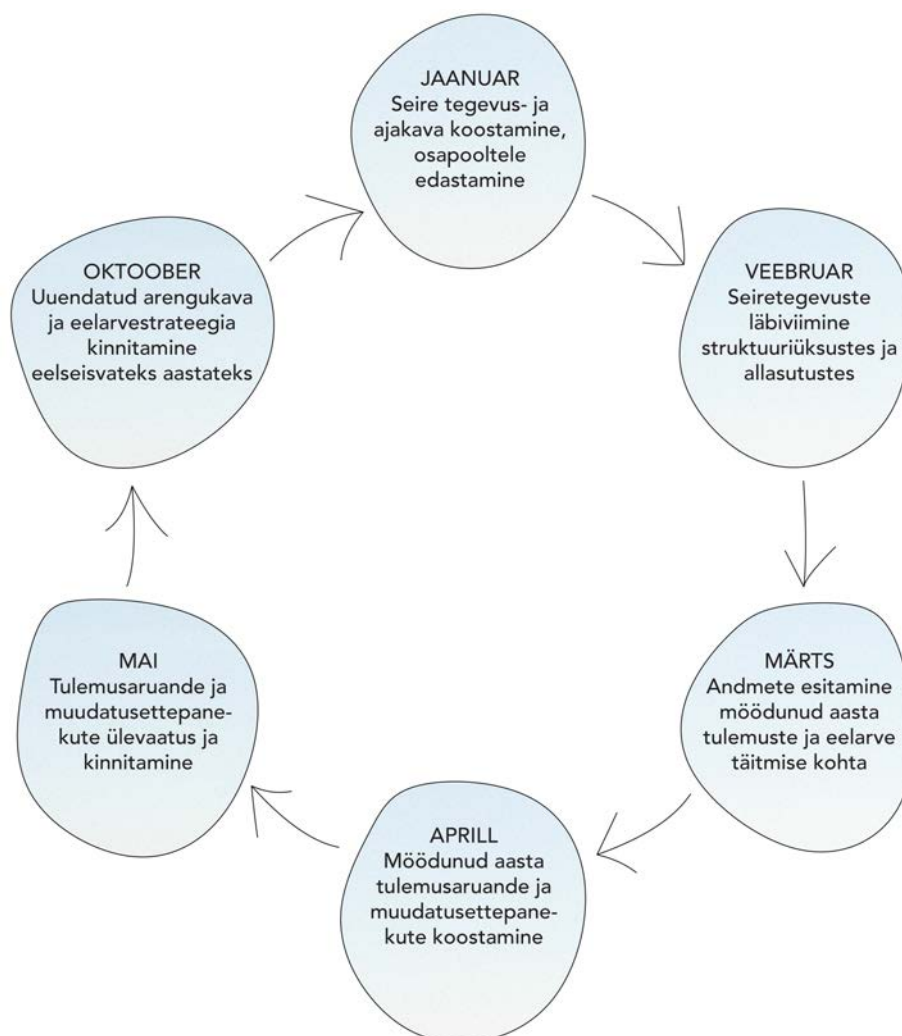 JAANUAR
Seire tegevus- ja
ajakava koostamine,
osapooltele
edastamine
VEEBRUAR
Seiretegevuste
läbiviimine
struktuuriüksustes ja
allasutustes
MÄRTS
Andmete esitamine
möödunud aasta
tulemuste ja eelarve
täitmise kohta
APRILL
Möödunud aasta
tulemusaruande ja
muudatusettepane-
kute koostamine
MAI
Tulemusaruande ja
muudatusettepane-
kute ülevaatus ja
kinnitamine
OKTOOBER
Uuendatud arengukava
ja eelarvestrateegia
kinnitamine
eelseisvateks aastateks